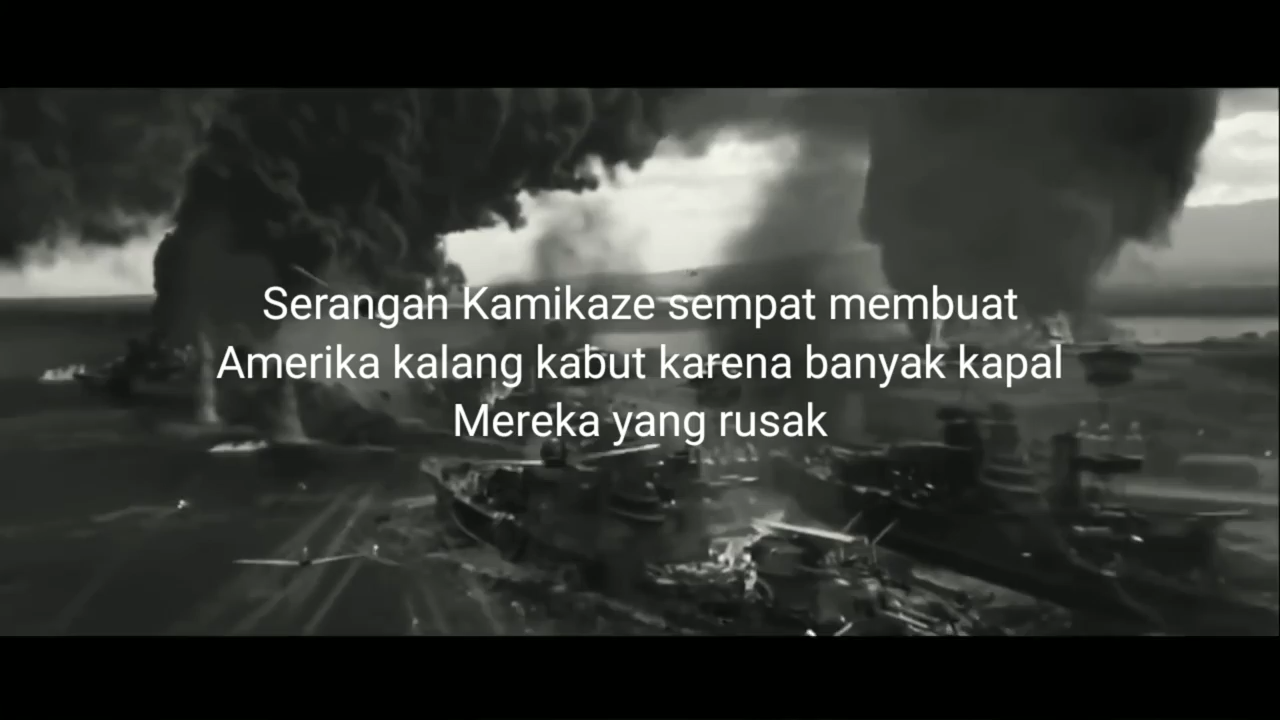 Serangan Kamikaze sempat membuat
Amerika kalang kabut karena banyak kapal
Mereka yang rusak